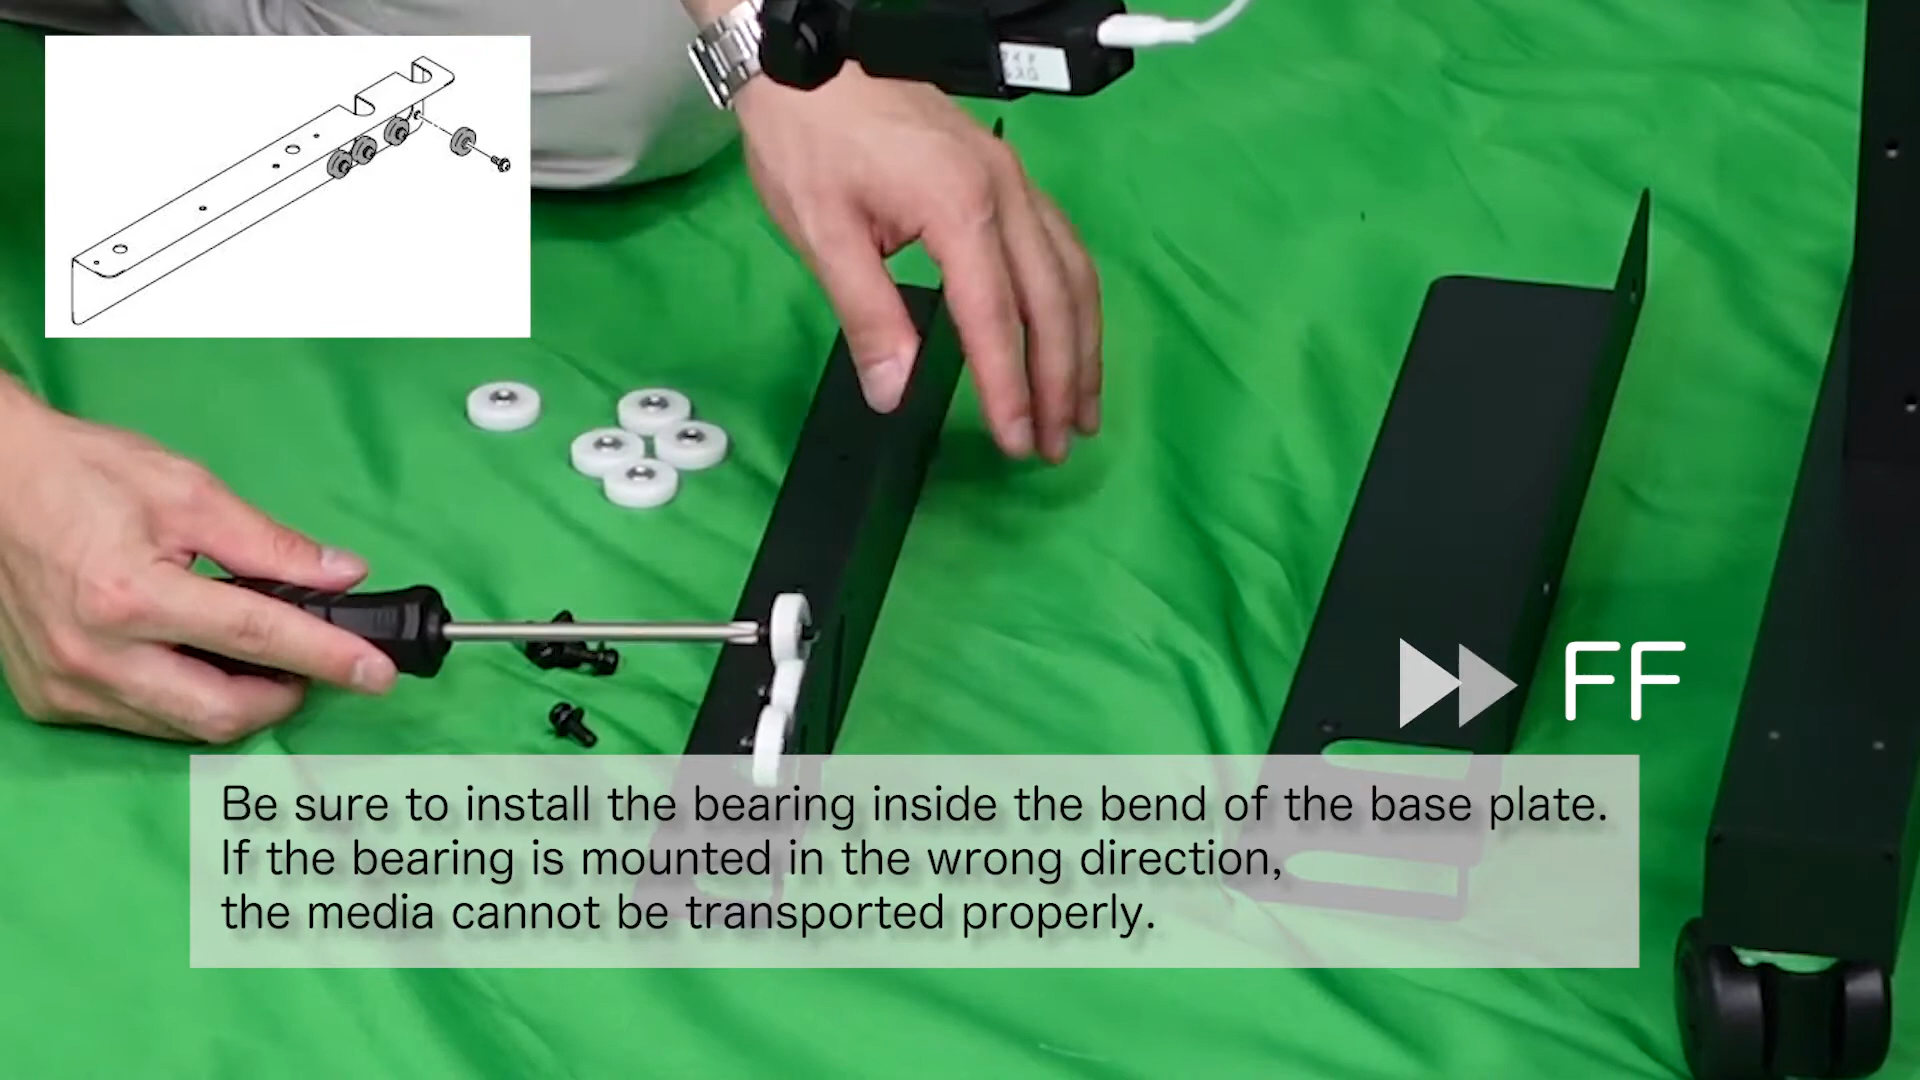 FF
Be sure to install the bearing inside the bend of the base plate.
If the bearing is mounted in the wrong direction,
the media cannot be transported properly.